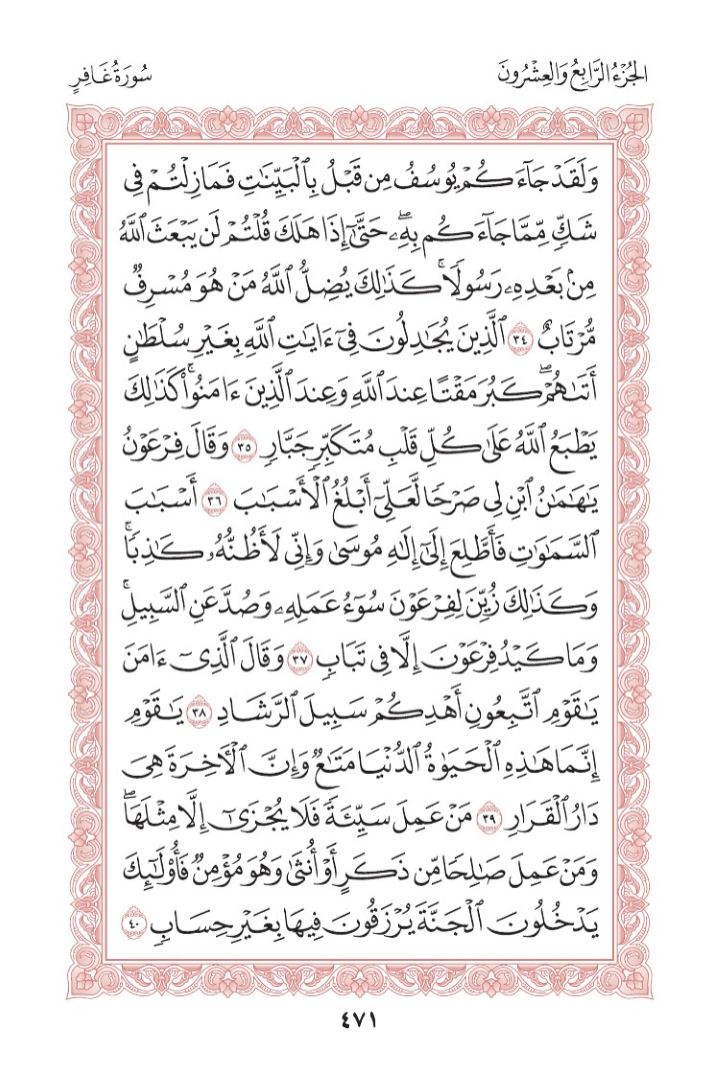 الجُزْءُ الرَّابِعُ وَالعِشْرُونَ
سُورَةُ غَافِرٍ
وَلَقَدْ جَآءَكُمْ يُوسُفُ مِن قَبْلُ بِٱلْبَيِّنَٰتِ فَمَا زِلْتُمْ فِى
شَكٍّ مِّمَّا جَآءَكُم بِهِۦۖ حَتَّىٰٓ إِذَا هَلَكَ قُلْتُمْ لَن يَبْعَثَ ٱللَّهُ
مِنۢ بَعْدِهِۦ رَسُولًاۚ كَذَٰلِكَ يُضِلُّ ٱللَّهُ مَنْ هُوَ مُسْرِفٌ
مُّرْتَابٌ ٣٤ ٱلَّذِينَ يُجَٰدِلُونَ فِىٓ ءَايَٰتِ ٱللَّهِ بِغَيْرِ سُلْطَٰنٍ
أَتَىٰهُمْۖ كَبُرَ مَقْتًا عِندَ ٱللَّهِ وَعِندَ ٱلَّذِينَ ءَامَنُوا۟ۚ كَذَٰلِكَ
يَطْبَعُ ٱللَّهُ عَلَىٰ كُلِّ قَلْبِ مُتَكَبِّرٍ جَبَّارٍ ٣٥ وَقَالَ فِرْعَوْنُ
يَٰهَٰمَٰنُ ٱبْنِ لِى صَرْحًا لَّعَلِّىٓ أَبْلُغُ ٱلْأَسْبَٰبَ ٣٦ أَسْبَٰبَ
ٱلسَّمَٰوَٰتِ فَأَطَّلِعَ إِلَىٰٓ إِلَٰهِ مُوسَىٰ وَإِنِّى لَأَظُنُّهُۥ كَٰذِبًاۚ
وَكَذَٰلِكَ زُيِّنَ لِفِرْعَوْنَ سُوٓءُ عَمَلِهِۦ وَصُدَّ عَنِ ٱلسَّبِيلِۚ
وَمَا كَيْدُ فِرْعَوْنَ إِلَّا فِى تَبَابٍ ٣٧ وَقَالَ ٱلَّذِىٓ ءَامَنَ
يَٰقَوْمِ ٱتَّبِعُونِ أَهْدِكُمْ سَبِيلَ ٱلرَّشَادِ ٣٨ يَٰقَوْمِ
إِنَّمَا هَٰذِهِ ٱلْحَيَوٰةُ ٱلدُّنْيَا مَتَٰعٌ وَإِنَّ ٱلْءَاخِرَةَ هِىَ
دَارُ ٱلْقَرَارِ ٣٩ مَنْ عَمِلَ سَيِّئَةً فَلَا يُجْزَىٰٓ إِلَّا مِثْلَهَاۖ
وَمَنْ عَمِلَ صَٰلِحًا مِّن ذَكَرٍ أَوْ أُنثَىٰ وَهُوَ مُؤْمِنٌ فَأُو۟لَٰٓئِكَ
يَدْخُلُونَ ٱلْجَنَّةَ يُرْزَقُونَ فِيهَا بِغَيْرِ حِسَابٍ ٤٠
٤٧١